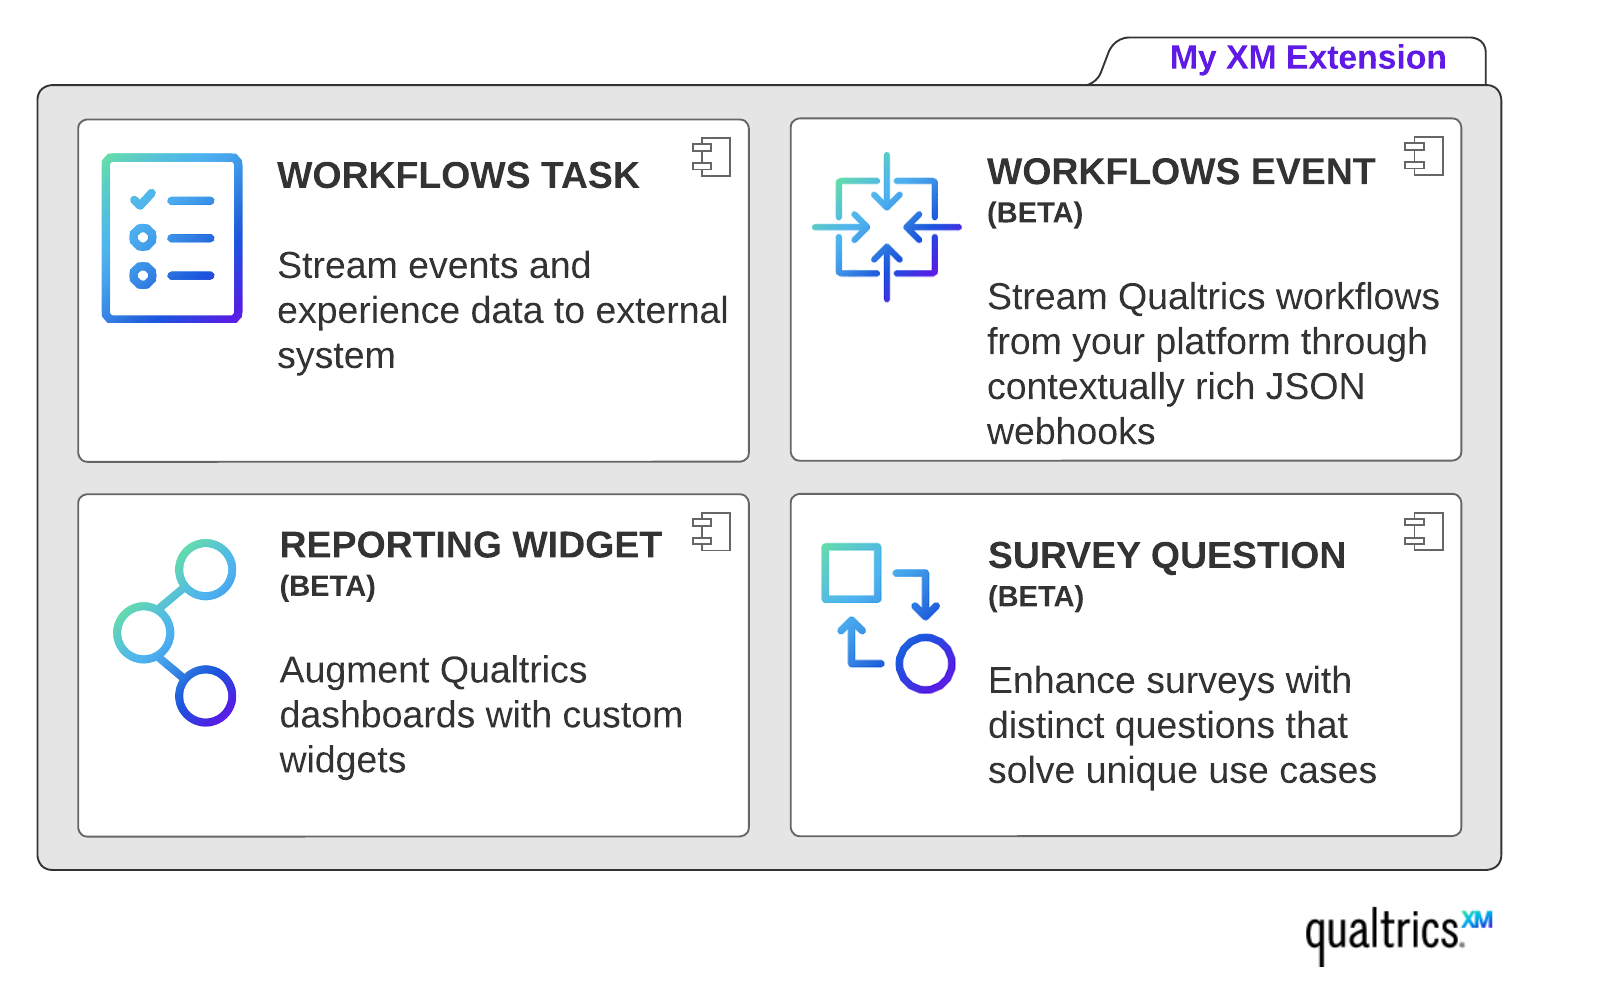 My XM Extension
WORKFLOWS TASK
Stream events and
experience data to external
system
WORKFLOWS EVENT
(BETA)
Stream Qualtrics workflows
from your platform through
contextually rich JSON
webhooks
REPORTING WIDGET
(BETA)
Augment Qualtrics
dashboards with custom
widgets
SURVEY QUESTION
(BETA)
Enhance surveys with
distinct questions that
solve unique use cases
qualtrics.XM